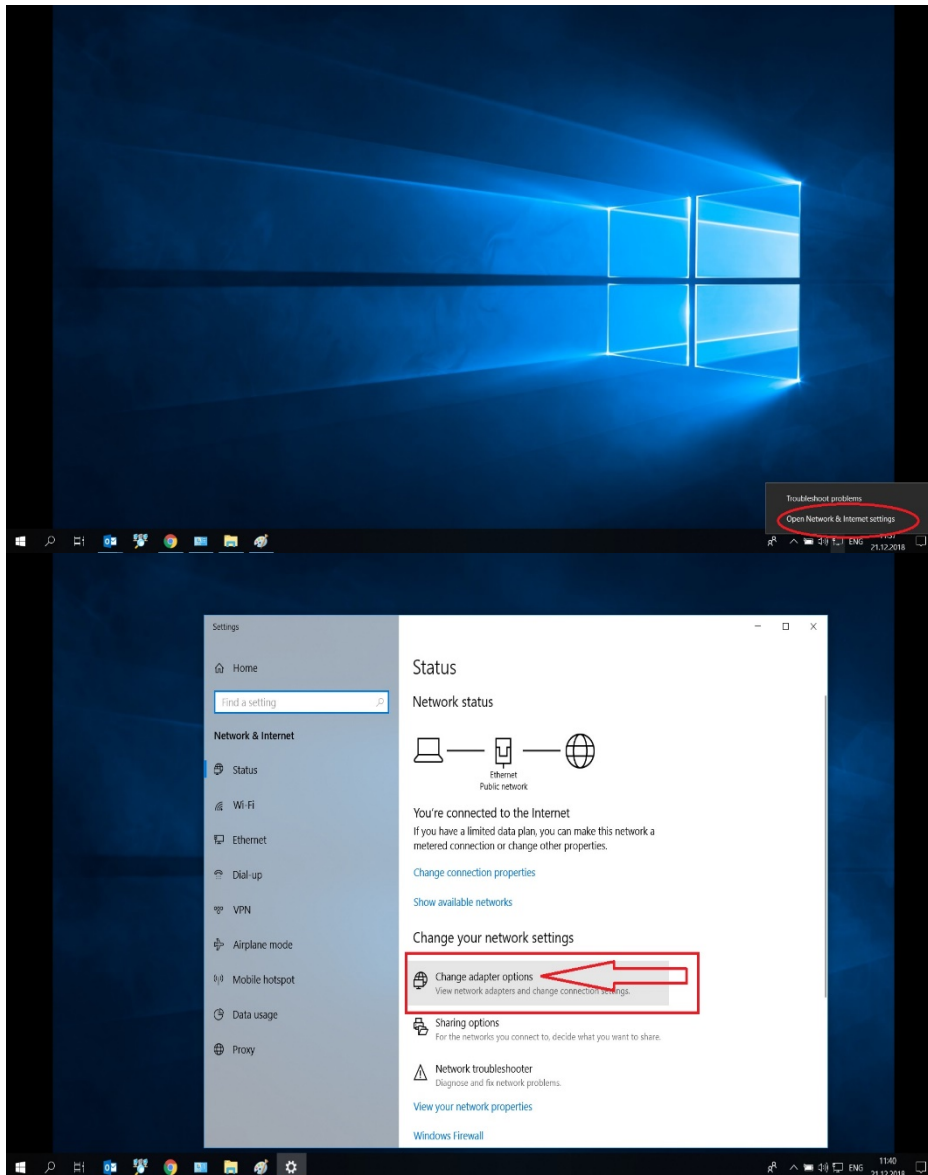 Troubleshoot problems
Open Network & Internet settings
ENG
21.12.2018
Settings
Home
Find a setting
Network & Internet
Status
Wi-Fi
Ethernet
Dial-up
VPN
Airplane mode
Mobile hotspot
Data usage
Proxy
Status
Network status
Ethernet
Public network
You're connected to the Internet
If you have a limited data plan, you can make this network a
metered connection or change other properties.
Change connection properties
Show available networks
Change your network settings
Change adapter options
View network adapters and change connection settings.
Sharing options
For the networks you connect to, decide what you want to share.
Network troubleshooter
Diagnose and fix network problems.
View your network properties
Windows Firewall
ENG
11:40
21.12.2018